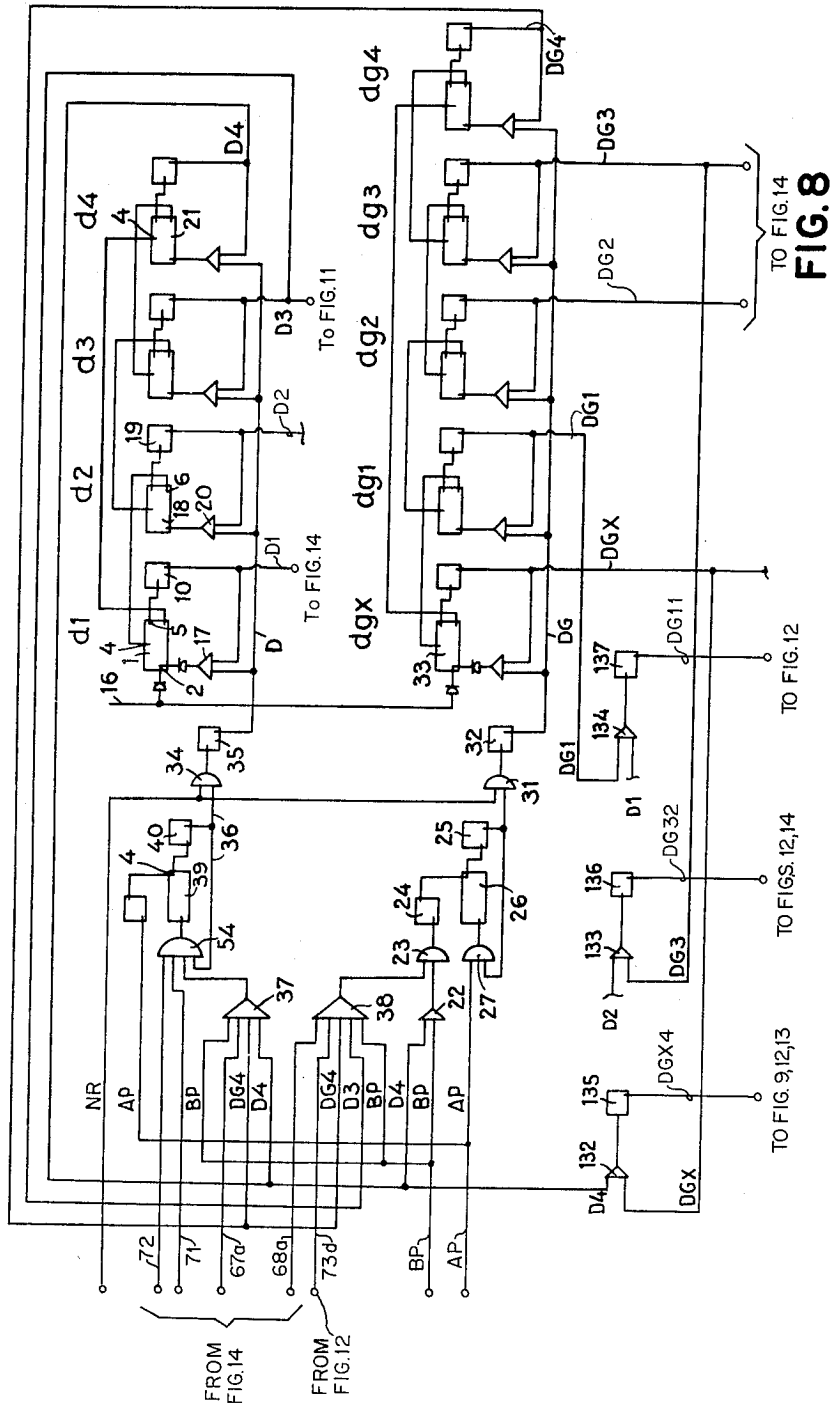 NR
AP
72
71
BP
67a
DG4
D4
68a
73d
DG4
D3
BP
D4
BP
BP
AP
AP
FROM FIG.14
FROM FIG.12
54
4
39
40
36
37
38
22
23
24
25
26
27
34
35
31
32
16
d1
d2
d3
d4
1
4
5
2
10
17
18
6
19
20
4
21
D
D1
To FIG.14
D2
D3
To FIG.11
D4
dgX
dg1
dg2
dg3
dg4
33
DG
DGX
DG1
DG2
DG3
DG4
TO FIG.14
D4
132
135
DGX
DGX4
TO FIG. 9,12,13
D2
133
136
DG3
DG32
TO FIGS. 12,14
DG1
D1
134
137
DG11
TO FIG.12
FIG.8